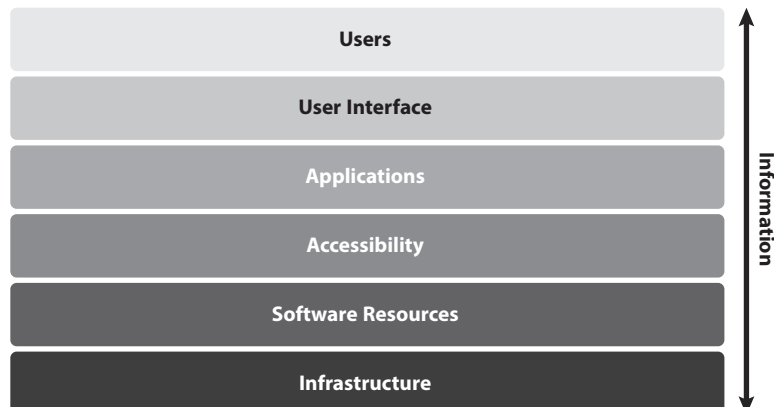 Users
User Interface
Applications
Accessibility
Software Resources
Infrastructure
Information